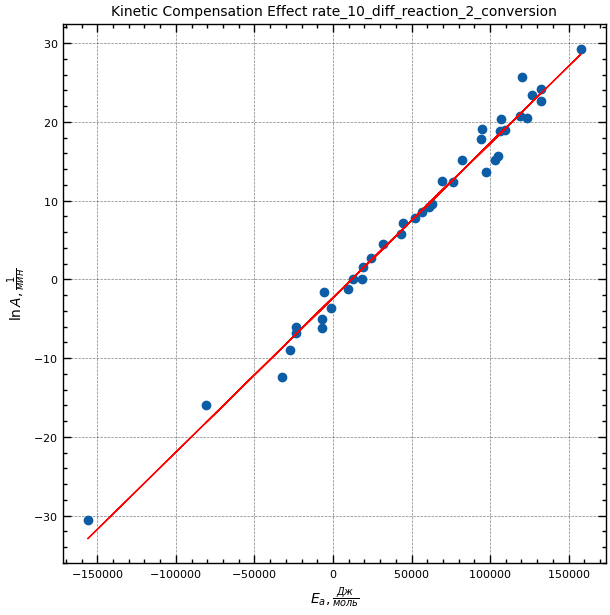 Kinetic Compensation Effect rate_10_diff_reaction_2_conversion
30
20
10
0
−10
−20
−30
ln A, 1/мин
−150000 −100000 −50000 0 50000 100000 150000
Eₐ, Дж/моль